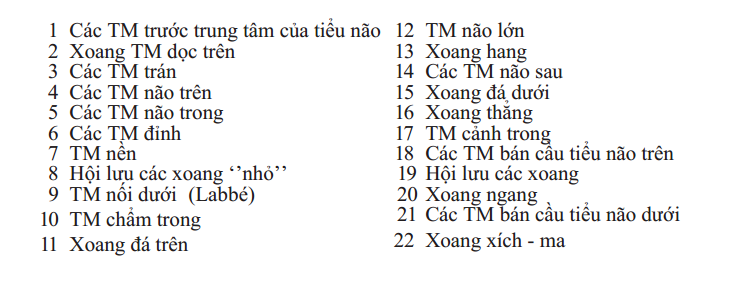 1 Các TM trước trung tâm của tiểu não
2 Xoang TM dọc trên
3 Các TM trán
4 Các TM não trên
5 Các TM não trong
6 Các TM đỉnh
7 TM nền
8 Hội lưu các xoang ‘’nhỏ’’
9 TM nối dưới (Labbé)
10 TM chẩm trong
11 Xoang đá trên
12 TM não lớn
13 Xoang hang
14 Các TM não sau
15 Xoang đá dưới
16 Xoang thẳng
17 TM cảnh trong
18 Các TM bán cầu tiểu não trên
19 Hội lưu các xoang
20 Xoang ngang
21 Các TM bán cầu tiểu não dưới
22 Xoang xích - ma